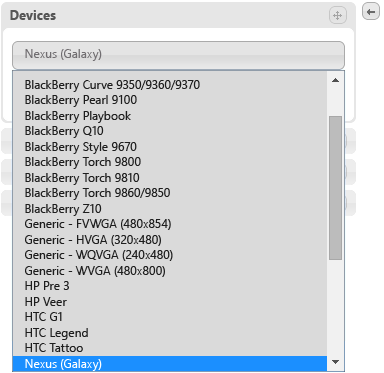 Devices
Nexus (Galaxy)
BlackBerry Curve 9350/9360/9370
BlackBerry Pearl 9100
BlackBerry Playbook
BlackBerry Q10
BlackBerry Style 9670
BlackBerry Torch 9800
BlackBerry Torch 9810
BlackBerry Torch 9860/9850
BlackBerry Z10
Generic - FVWGA (480x854)
Generic - HVGA (320x480)
Generic - WQVGA (240x480)
Generic - WVGA (480x800)
HP Pre 3
HP Veer
HTC G1
HTC Legend
HTC Tattoo
Nexus (Galaxy)